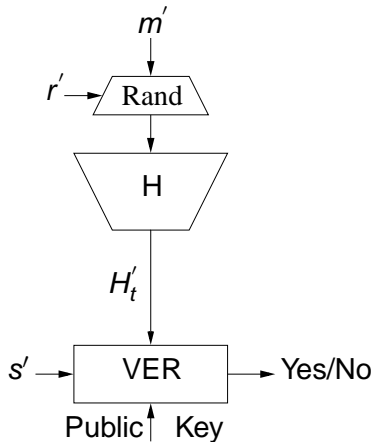 m′
r′ Rand
H
H′t
s′ VER Yes/No
Public Key